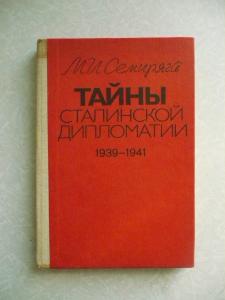 М.И.Семиряга
ТАЙНЫ
СТАЛИНСКОЙ
ДИПЛОМАТИИ
1939–1941